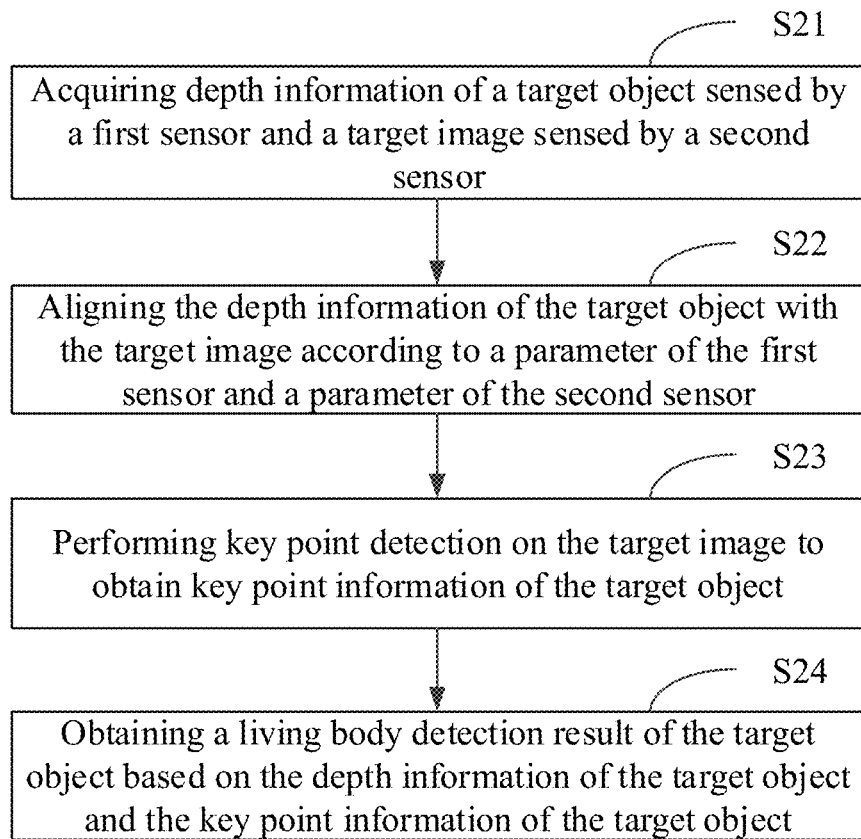 S21
Acquiring depth information of a target object sensed by
a first sensor and a target image sensed by a second
sensor
S22
Aligning the depth information of the target object with
the target image according to a parameter of the first
sensor and a parameter of the second sensor
S23
Performing key point detection on the target image to
obtain key point information of the target object
S24
Obtaining a living body detection result of the target
object based on the depth information of the target object
and the key point information of the target object